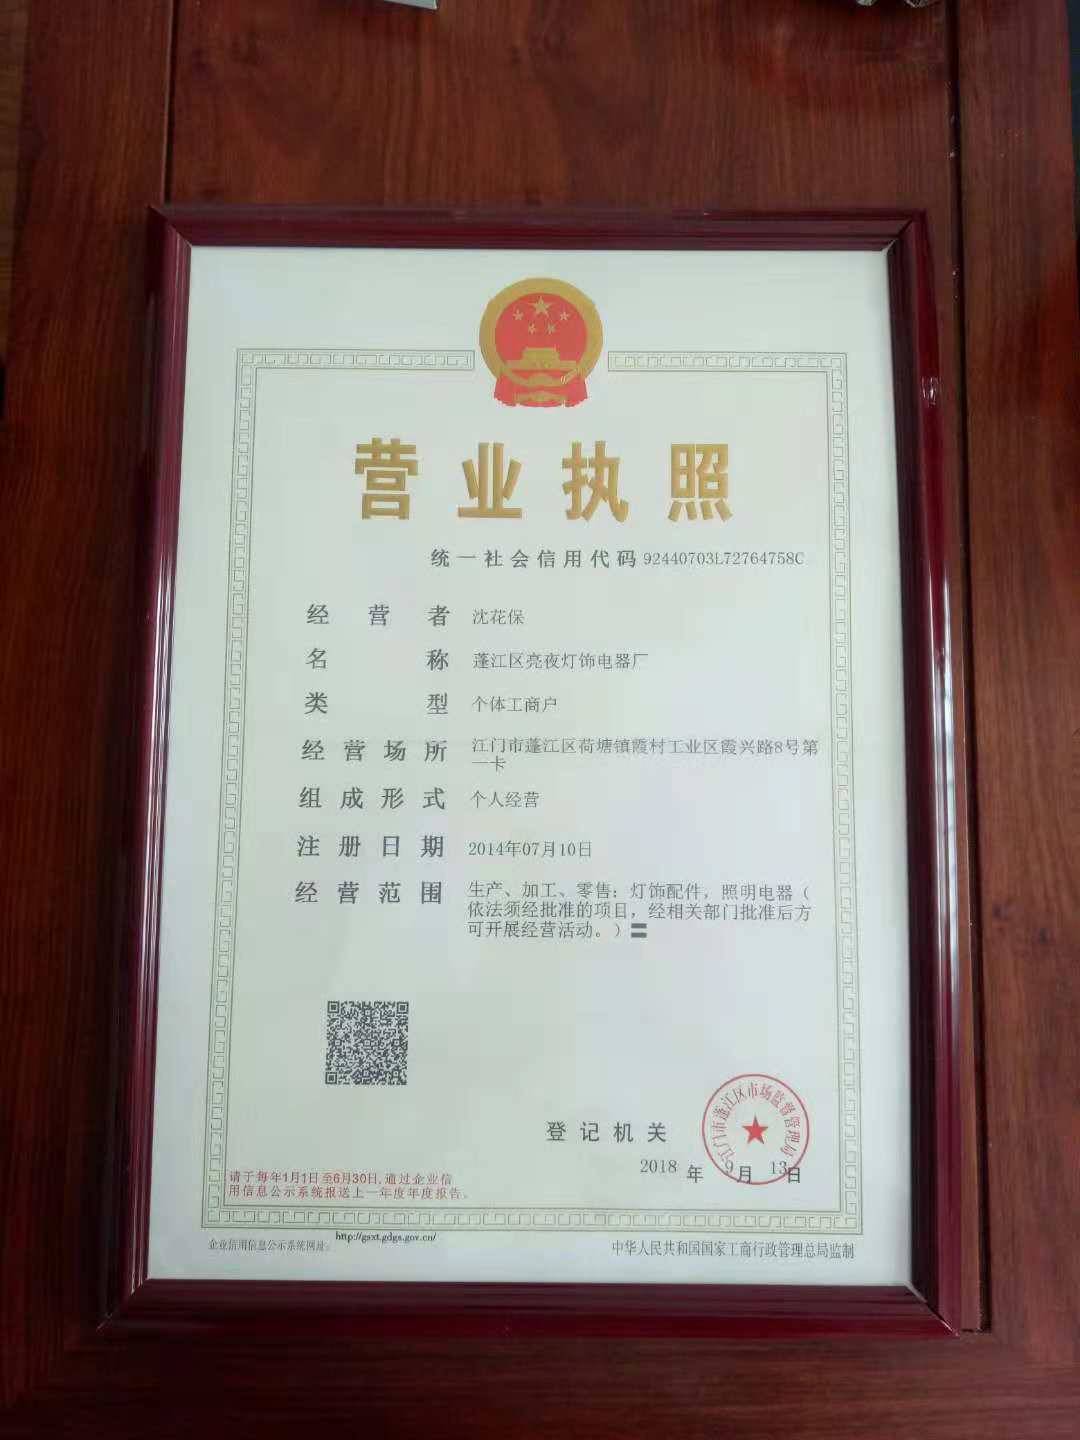 营业执照
统一社会信用代码 92440703L72764758C
经营者 沈花保
名称 蓬江区亮夜灯饰电器厂
类型 个体工商户
经营场所 江门市蓬江区荷塘镇霞村工业区霞兴路8号第
一卡
组成形式 个人经营
注册日期 2014年07月10日
经营范围 生产、加工、零售：灯饰配件，照明电器（
依法须经批准的项目，经相关部门批准后方
可开展经营活动。）〓
江门市蓬江区市场监督管理局
登记机关
2018年9月13日
请于每年1月1日至6月30日,通过企业信
用信息公示系统报送上一年度年度报告。
企业信用信息公示系统网址: http://gsxt.gdgs.gov.cn/
中华人民共和国国家工商行政管理总局监制